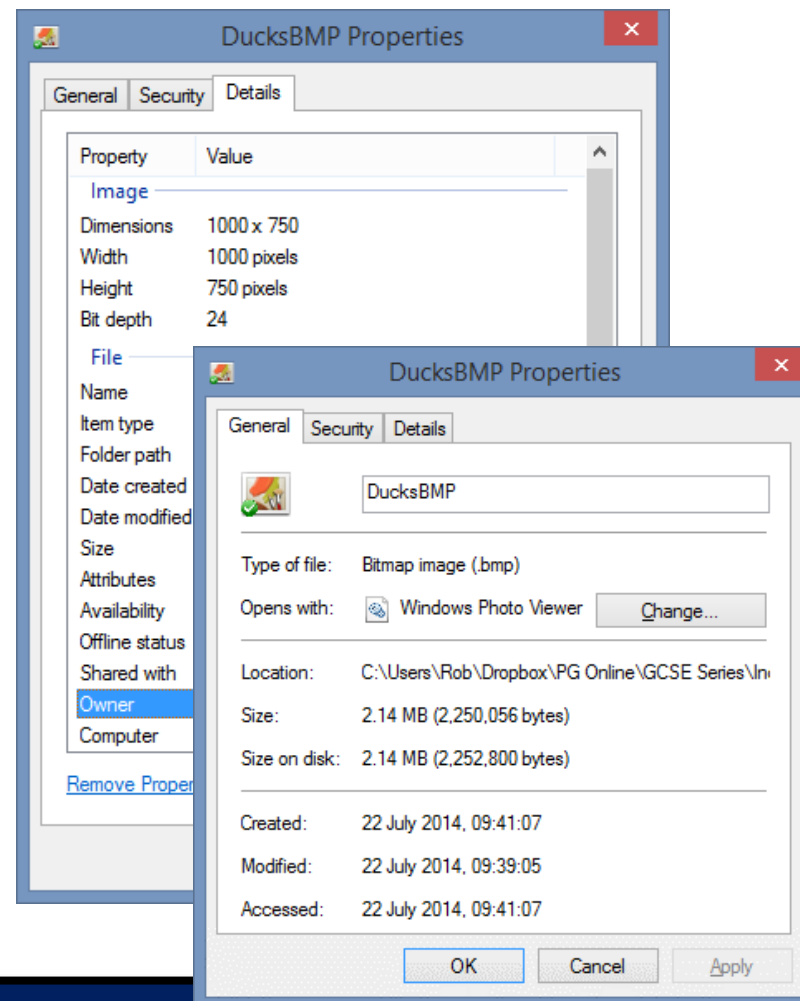 DucksBMP Properties
General Security Details
Property Value
Image
Dimensions 1000 x 750
Width 1000 pixels
Height 750 pixels
Bit depth 24
File
Name
Item type
Folder path
Date created
Date modified
Size
Attributes
Availability
Offline status
Shared with
Owner
Computer
Remove Proper
DucksBMP Properties
General Security Details
DucksBMP
Type of file: Bitmap image (.bmp)
Opens with: Windows Photo Viewer Change...
Location: C:\Users\Rob\Dropbox\PG Online\GCSE Series\In
Size: 2.14 MB (2,250,056 bytes)
Size on disk: 2.14 MB (2,252,800 bytes)
Created: 22 July 2014, 09:41:07
Modified: 22 July 2014, 09:39:05
Accessed: 22 July 2014, 09:41:07
OK Cancel Apply